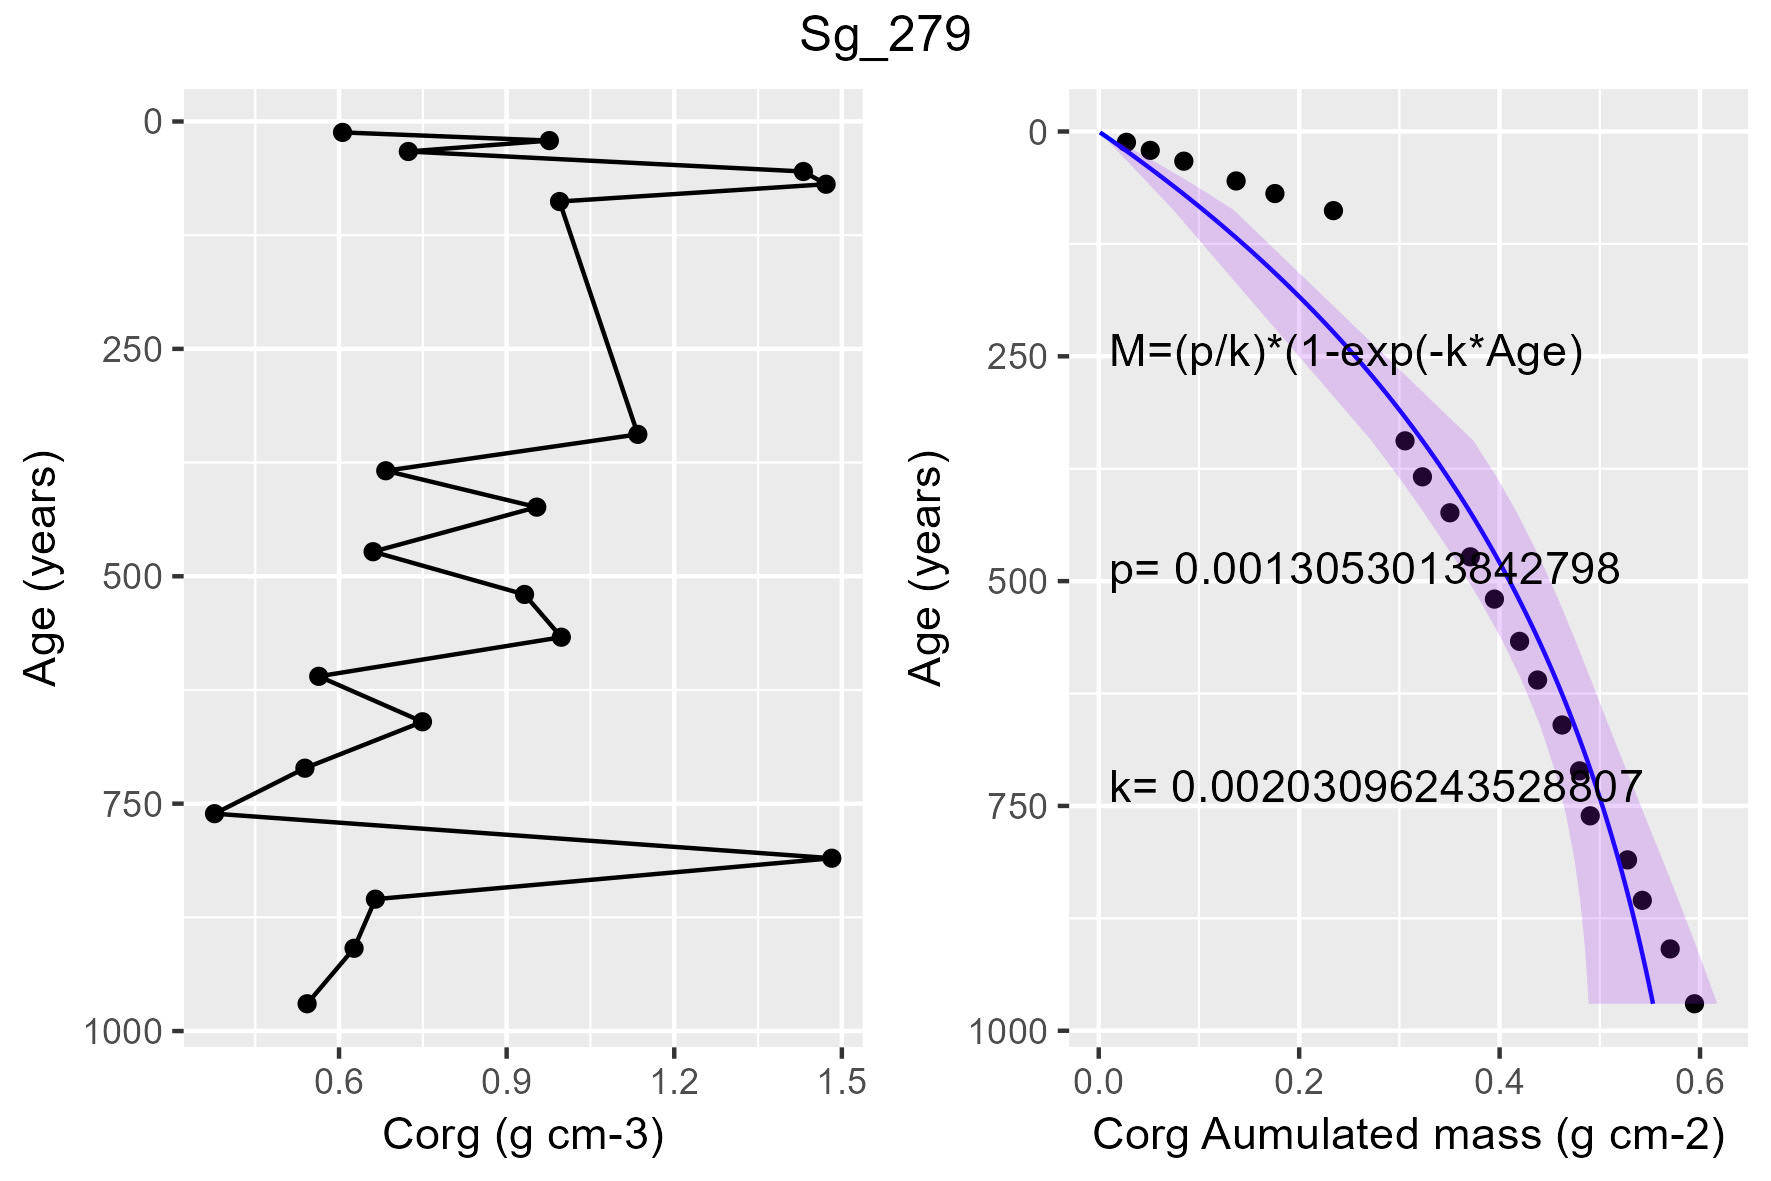 Sg_279
0
250
500
750
1000
Age (years)
0.6 0.9 1.2 1.5
Corg (g cm-3)
0
250
500
750
1000
Age (years)
M=(p/k)*(1-exp(-k*Age)
p= 0.0013053013842798
k= 0.00203096243528807
0.0 0.2 0.4 0.6
Corg Aumulated mass (g cm-2)